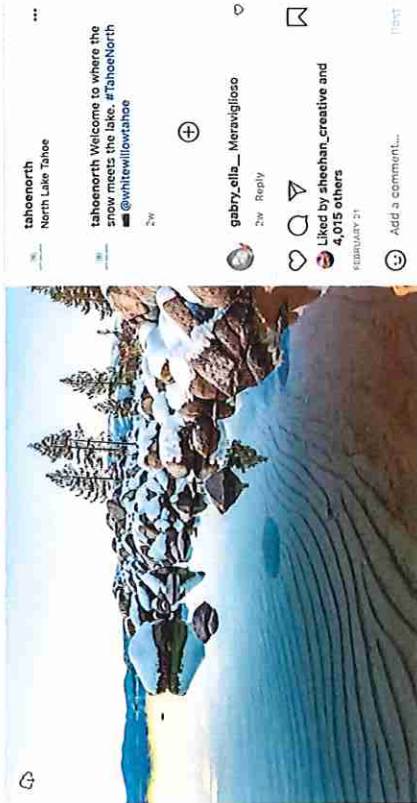 tahoenorth
North Lake Tahoe
tahoenorth Welcome to where the
snow meets the lake. #TahoeNorth
@whitewillowtahoe
2w
gabry_ella__ Meraviglioso
2w Reply
Liked by sheehan_creative and
4,015 others
FEBRUARY 21
Add a comment...
Post